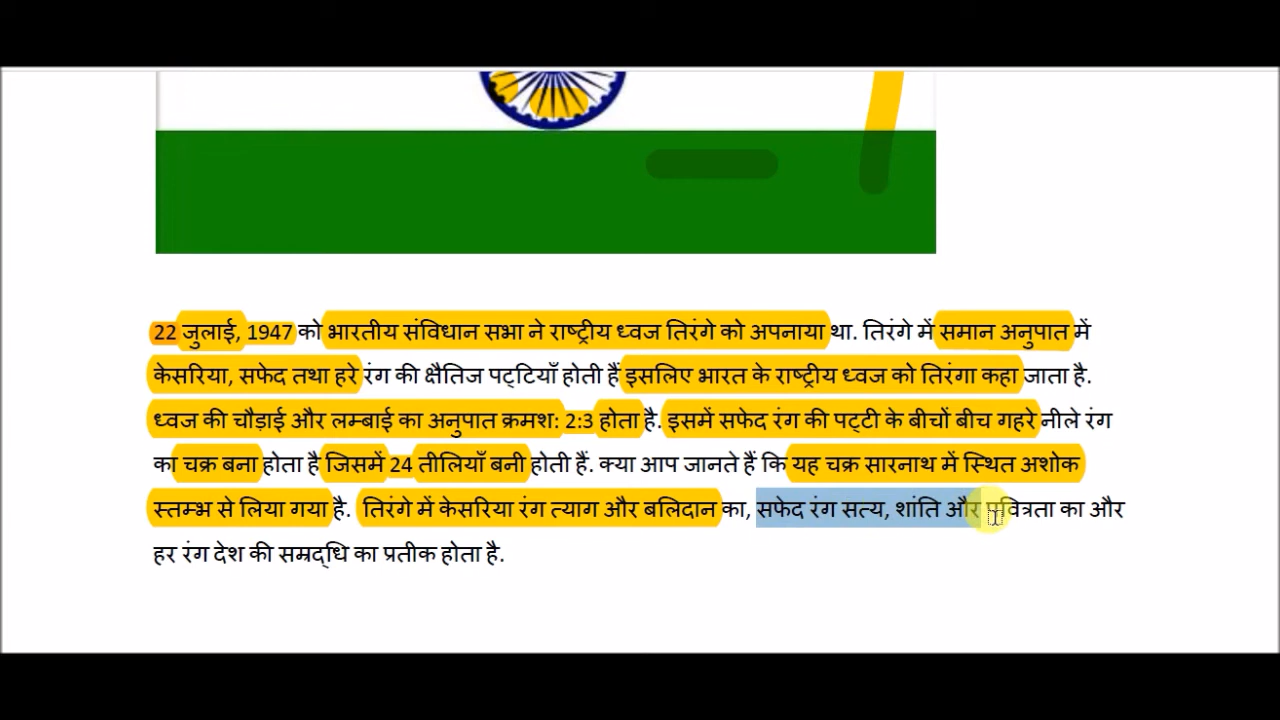 22 जुलाई, 1947 को भारतीय संविधान सभा ने राष्ट्रीय ध्वज तिरंगे को अपनाया था. तिरंगे में समान अनुपात में
केसरिया, सफेद तथा हरे रंग की क्षैतिज पट्टियाँ होती हैं इसलिए भारत के राष्ट्रीय ध्वज को तिरंगा कहा जाता है.
ध्वज की चौड़ाई और लम्बाई का अनुपात क्रमश: 2:3 होता है. इसमें सफेद रंग की पट्टी के बीचों बीच गहरे नीले रंग
का चक्र बना होता है जिसमें 24 तीलियाँ बनी होती हैं. क्या आप जानते हैं कि यह चक्र सारनाथ में स्थित अशोक
स्तम्भ से लिया गया है. तिरंगे में केसरिया रंग त्याग और बलिदान का, सफेद रंग सत्य, शांति और पवित्रता का और
हर रंग देश की सम्रद्धि का प्रतीक होता है.